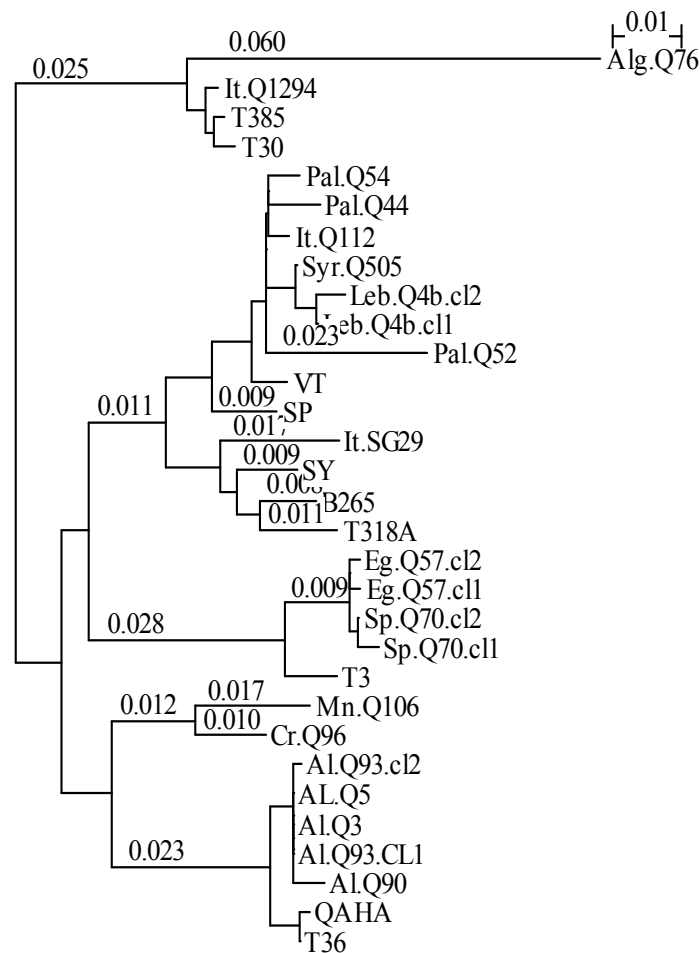 0.01
0.060
Alg.Q76
0.025
It.Q1294
T385
T30
Pal.Q54
Pal.Q44
It.Q112
Syr.Q505
Leb.Q4b.cl2
eb.Q4b.cl1
0.023
Pal.Q52
VT
0.009
0.011
SP
It.SG29
0.009
SY
B265
0.011
T318A
Eg.Q57.cl2
0.009
Eg.Q57.cl1
Sp.Q70.cl2
0.028
Sp.Q70.cl1
T3
0.017
0.012
Mn.Q106
0.010
Cr.Q96
Al.Q93.cl2
AL.Q5
Al.Q3
0.023
Al.Q93.CL1
Al.Q90
QAHA
T36